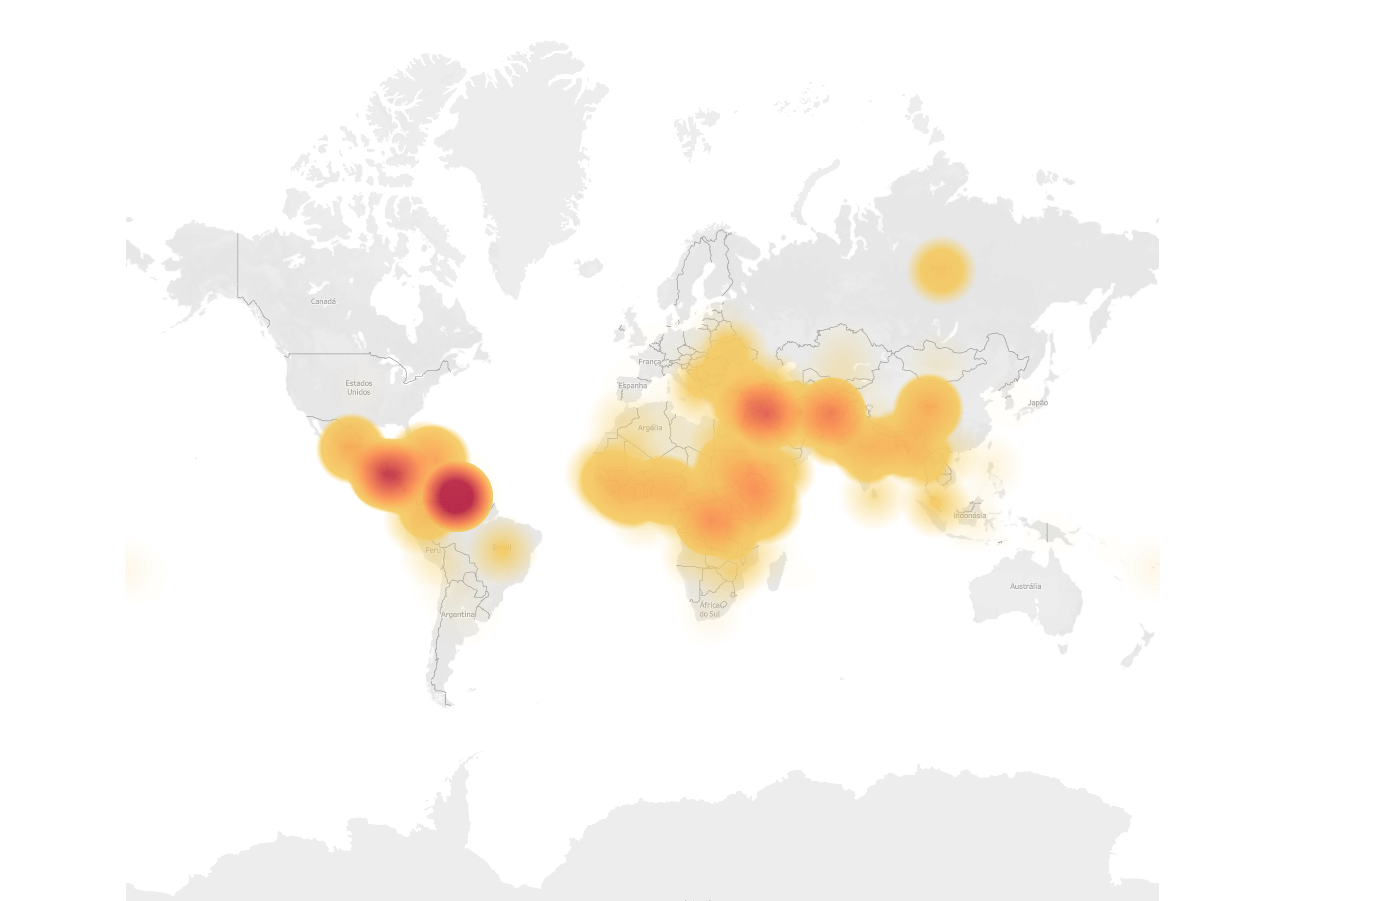 Canadá
Estados
Unidos
França
Espanha
Argélia
Japão
Indonésia
Peru
Brasil
Austrália
África
do Sul
Argentina